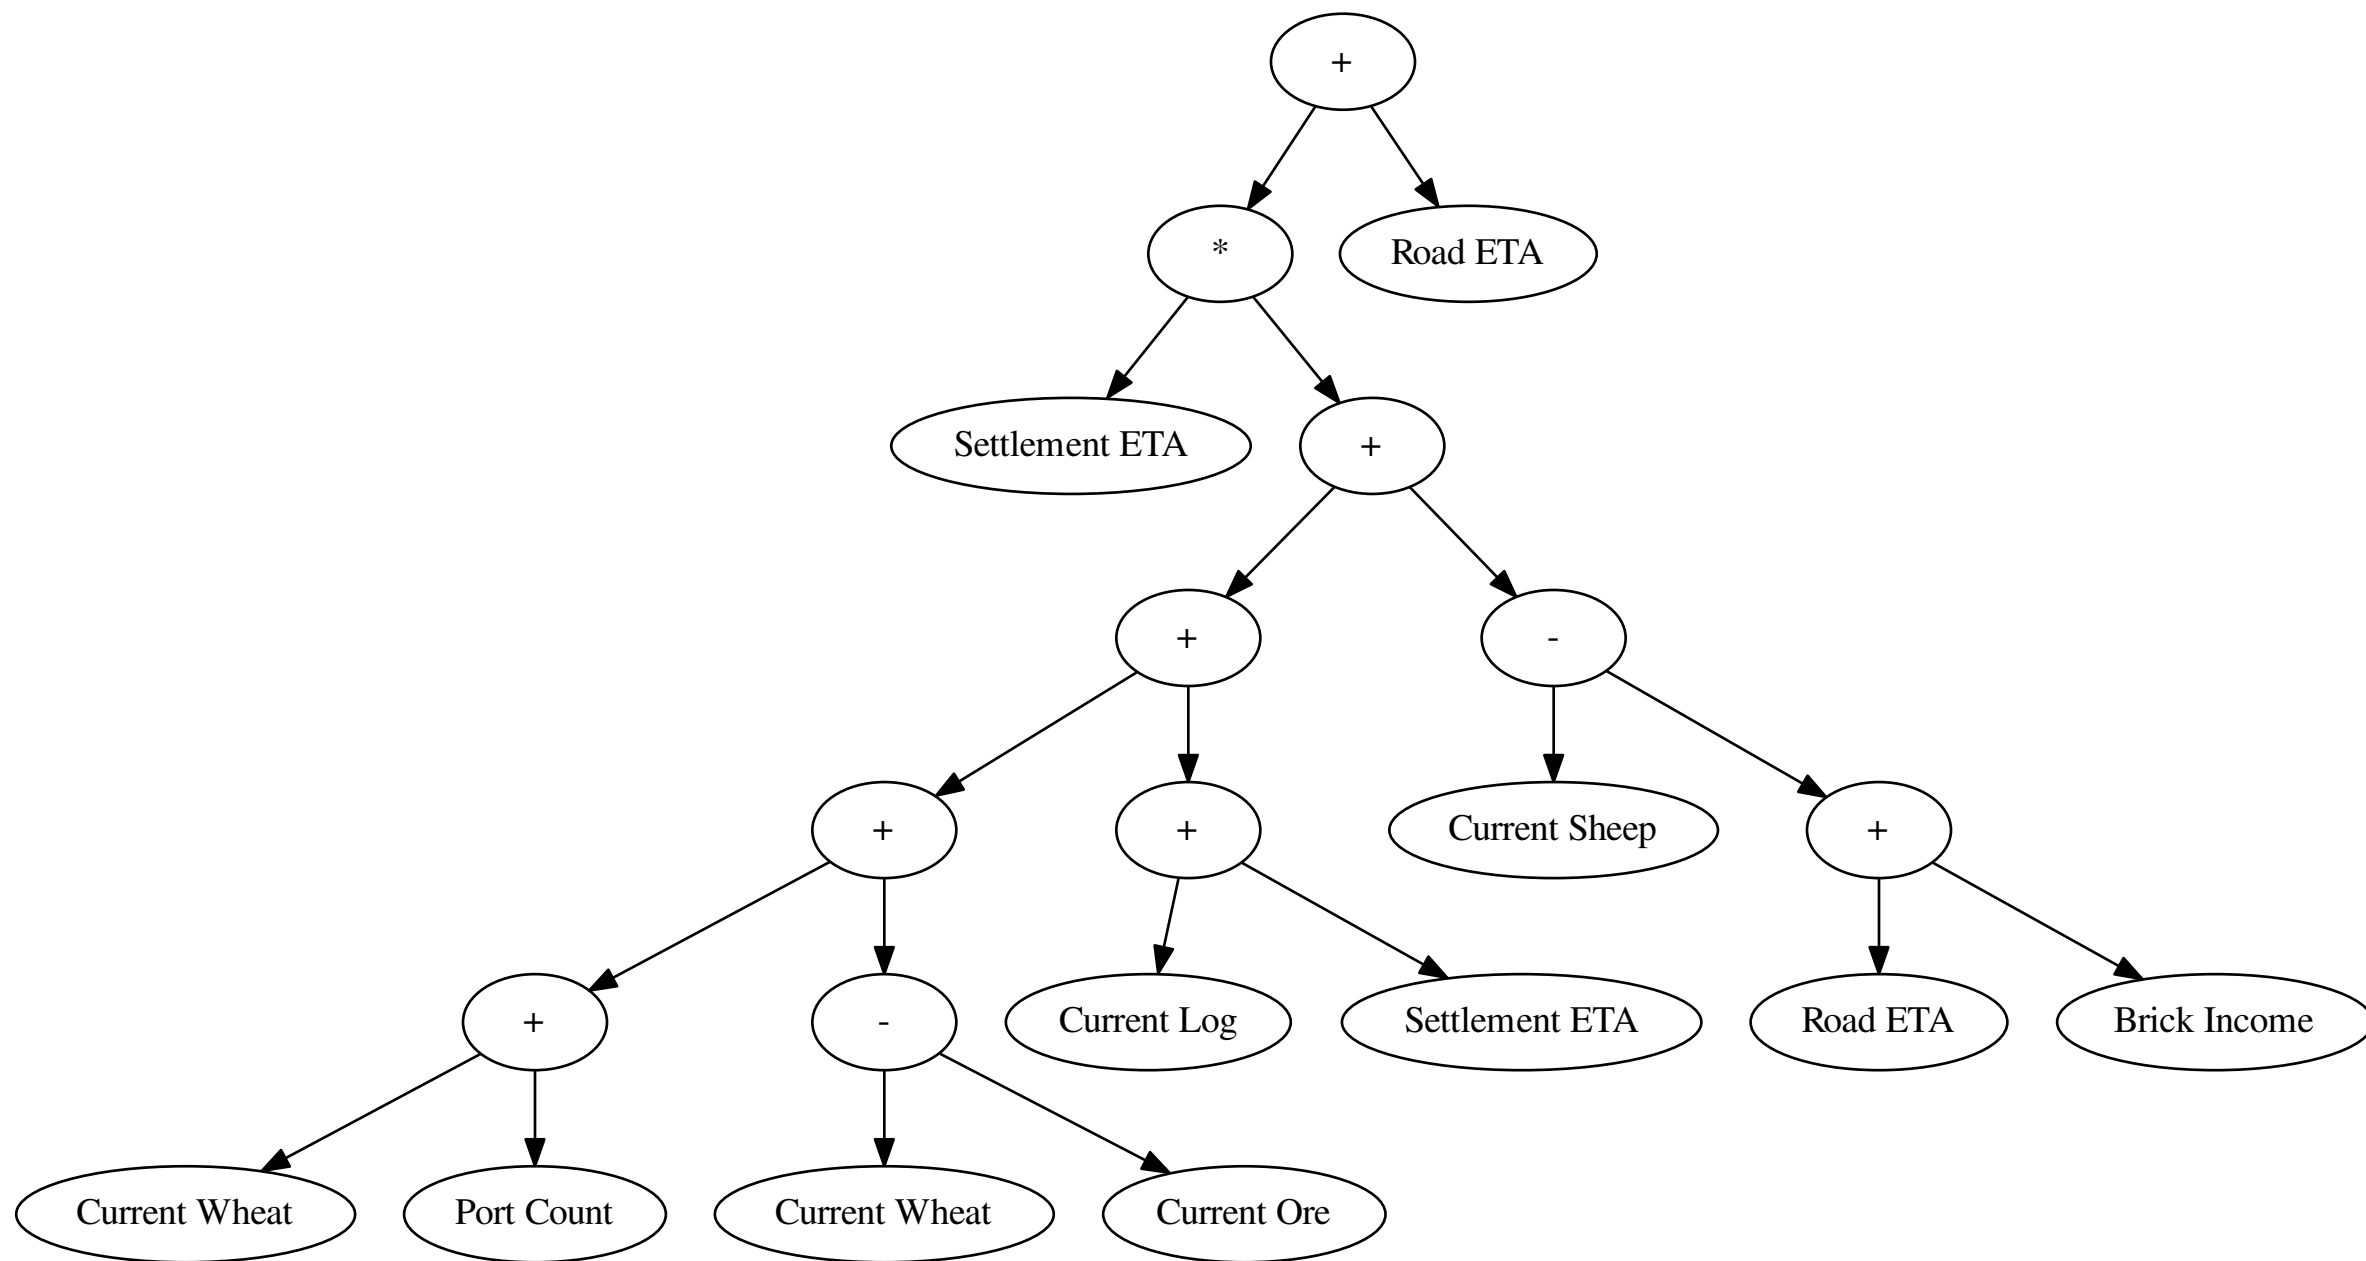 +
*
Road ETA
Settlement ETA
+
+
-
+
+
Current Sheep
+
+
-
Current Log
Settlement ETA
Road ETA
Brick Income
Current Wheat
Port Count
Current Wheat
Current Ore